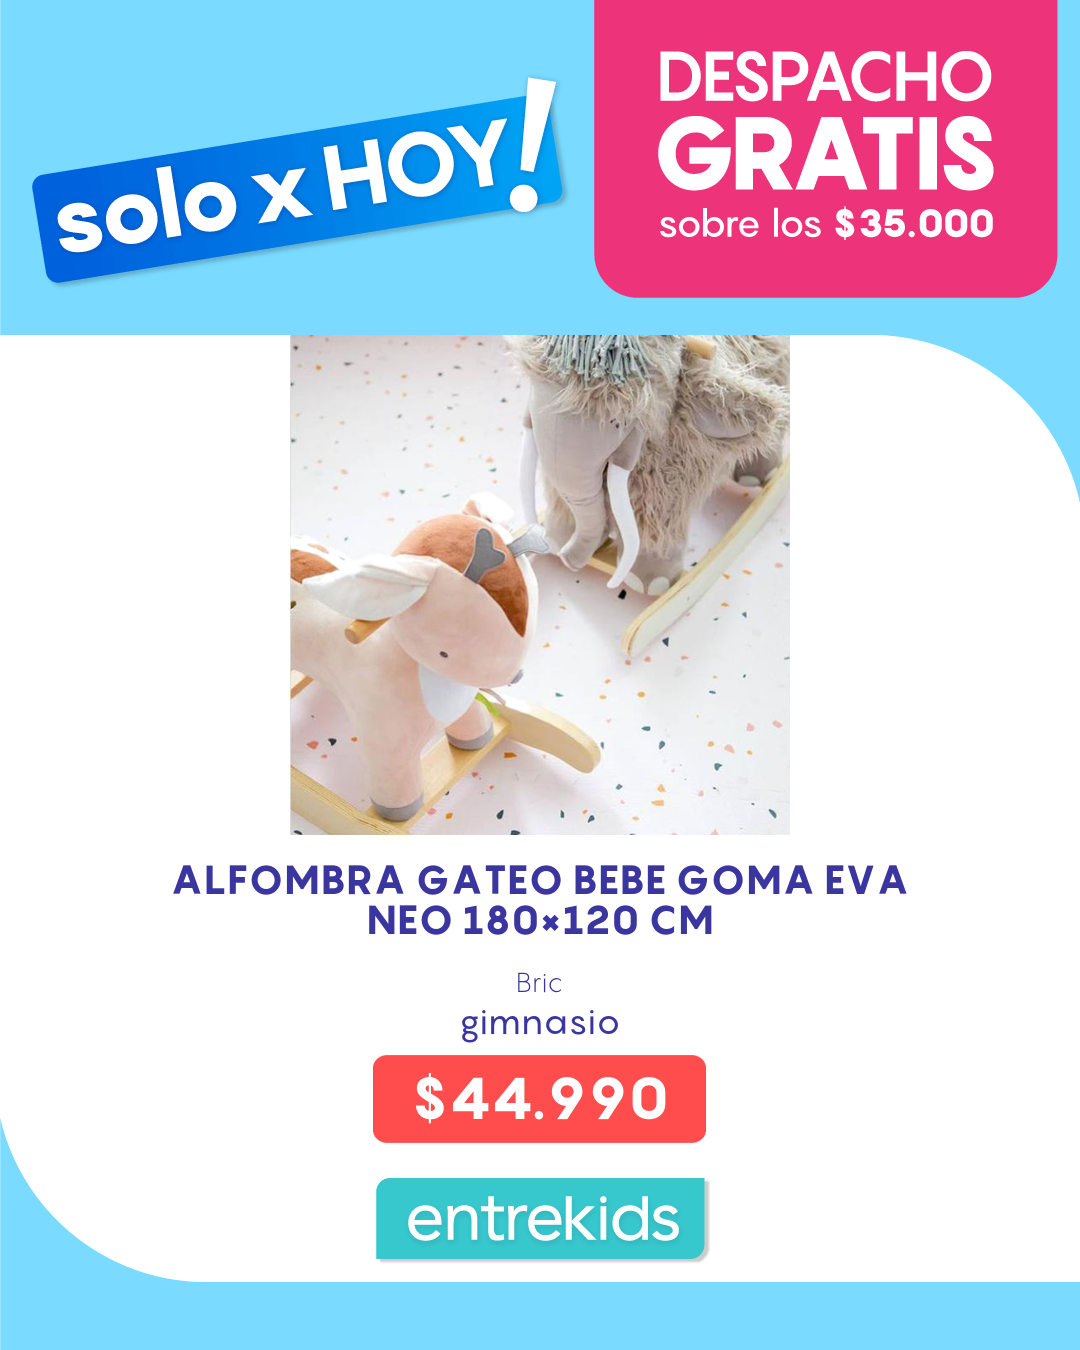 solo x HOY!
DESPACHO
GRATIS
sobre los $35.000
ALFOMBRA GATEO BEBE GOMA EVA
NEO 180×120 CM
Bric
gimnasio
$44.990
entrekids